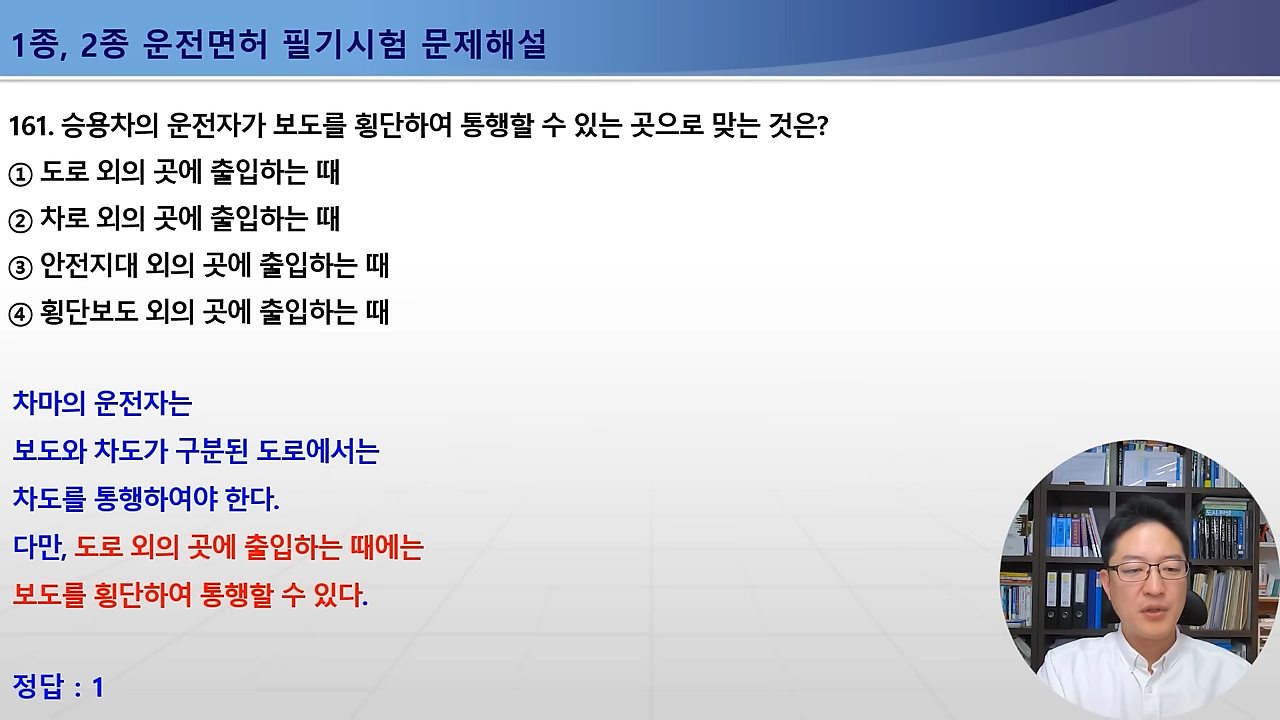 1종, 2종 운전면허 필기시험 문제해설
161. 승용차의 운전자가 보도를 횡단하여 통행할 수 있는 곳으로 맞는 것은?
① 도로 외의 곳에 출입하는 때
② 차로 외의 곳에 출입하는 때
③ 안전지대 외의 곳에 출입하는 때
④ 횡단보도 외의 곳에 출입하는 때
차마의 운전자는
보도와 차도가 구분된 도로에서는
차도를 통행하여야 한다.
다만, 도로 외의 곳에 출입하는 때에는
보도를 횡단하여 통행할 수 있다.
정답 : 1